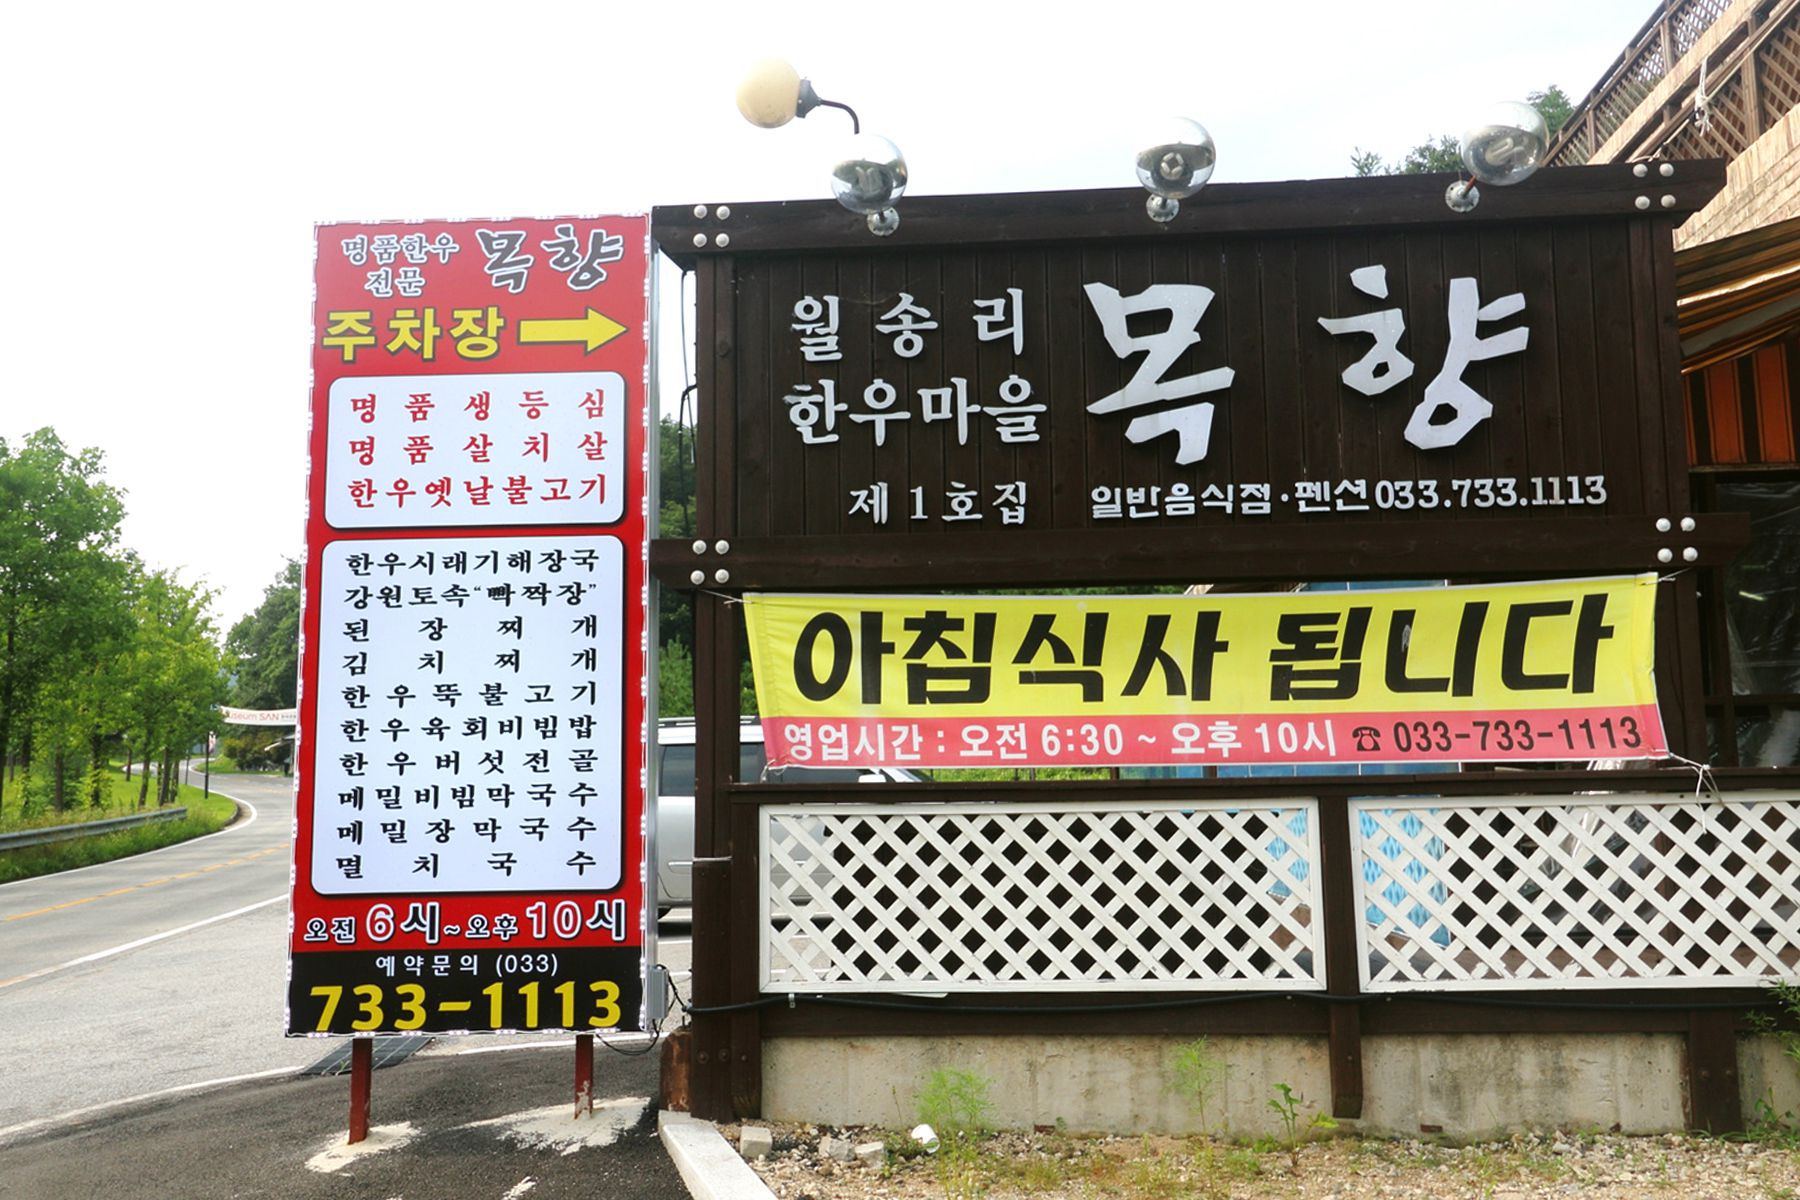 명품한우
전문
목향
주차장
명품생등심
명품살치살
한우옛날불고기
한우시래기해장국
강원토속"빡짝장"
된장찌개
김치찌개
한우뚝불고기
한우육회비빔밥
한우버섯전골
메밀비빔막국수
메밀장막국수
멸치국수
오전 6시~오후 10시
예약문의 (033)
733-1113
월송리
한우마을
제1호집
목향
일반음식점·펜션 033.733.1113
아침식사 됩니다
영업시간 : 오전 6:30 ~ 오후 10시 ☎ 033-733-1113
useum SAN